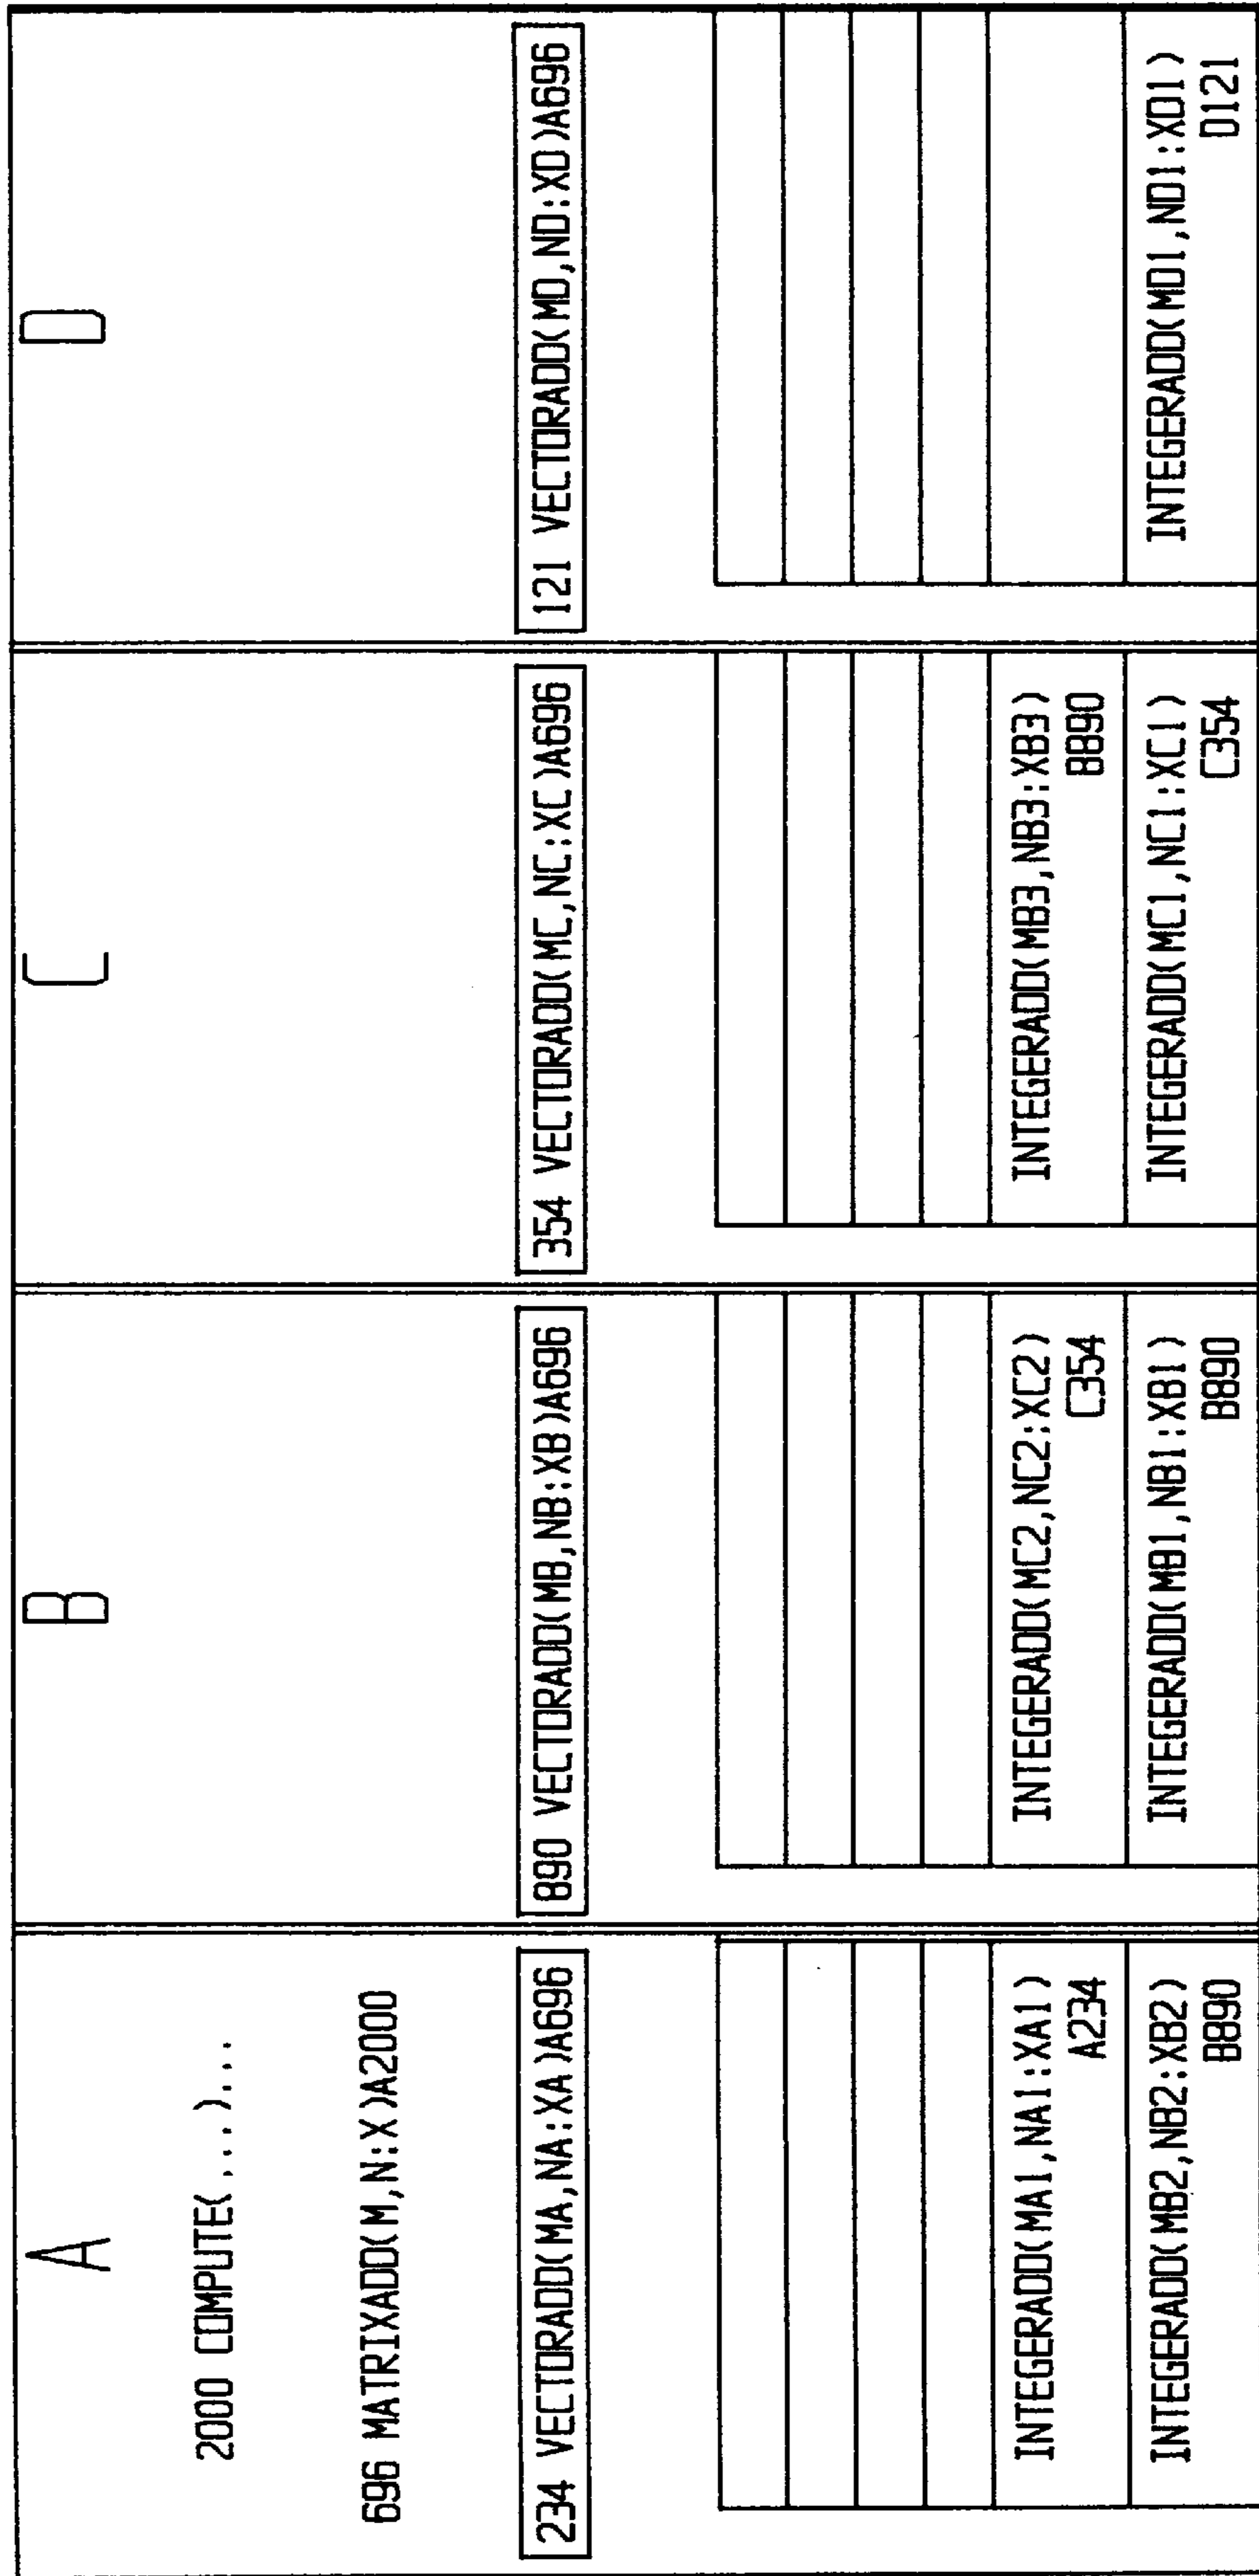 A
2000 COMPUTE(...)...
696 MATRIXADD(M,N:X)A2000
234 VECTORADD(MA,NA:XA)A696
INTEGERADD(MA1,NA1:XA1)
A234
INTEGERADD(MB2,NB2:XB2)
B890
B
890 VECTORADD(MB,NB:XB)A696
INTEGERADD(MC2,NC2:XC2)
C354
INTEGERADD(MB1,NB1:XB1)
B890
C
354 VECTORADD(MC,NC:XC)A696
INTEGERADD(MB3,NB3:XB3)
B890
INTEGERADD(MC1,NC1:XC1)
C354
D
121 VECTORADD(MD,ND:XD)A696
INTEGERADD(MD1,ND1:XD1)
D121